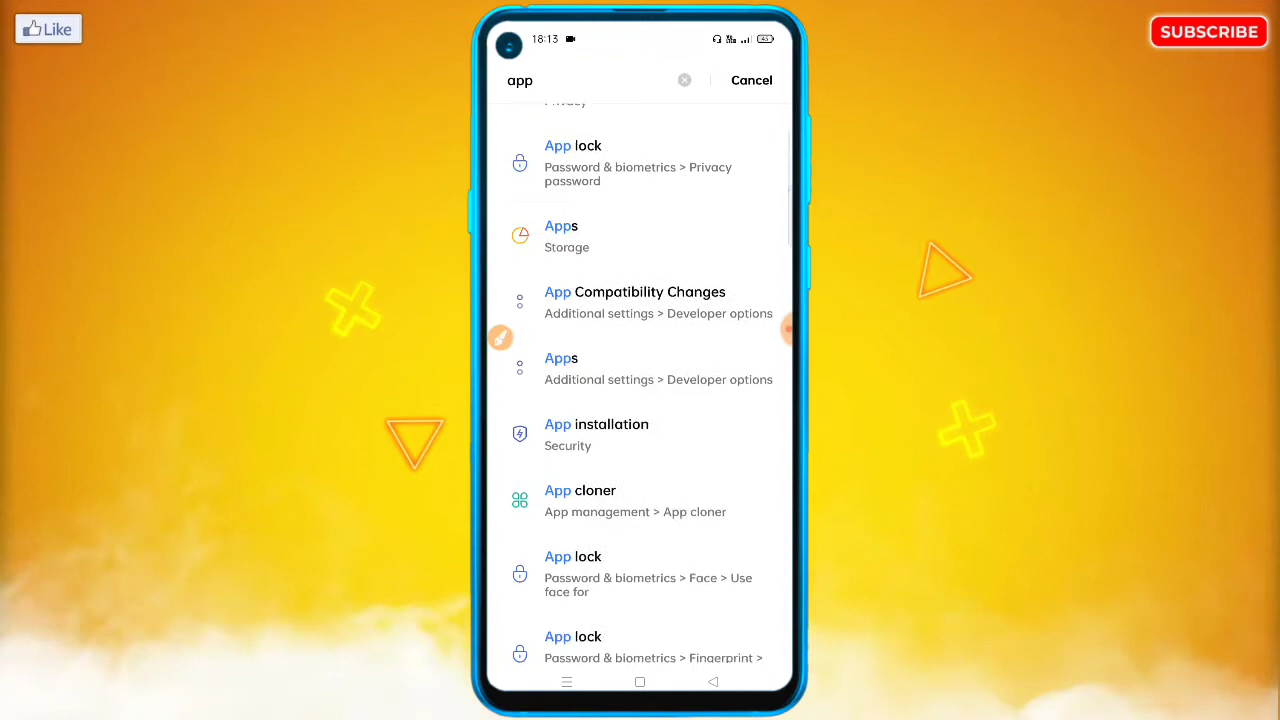 Like
SUBSCRIBE
18:13
45
app
Cancel
Privacy
App lock
Password & biometrics > Privacy
password
Apps
Storage
App Compatibility Changes
Additional settings > Developer options
Apps
Additional settings > Developer options
App installation
Security
App cloner
App management > App cloner
App lock
Password & biometrics > Face > Use
face for
App lock
Password & biometrics > Fingerprint >